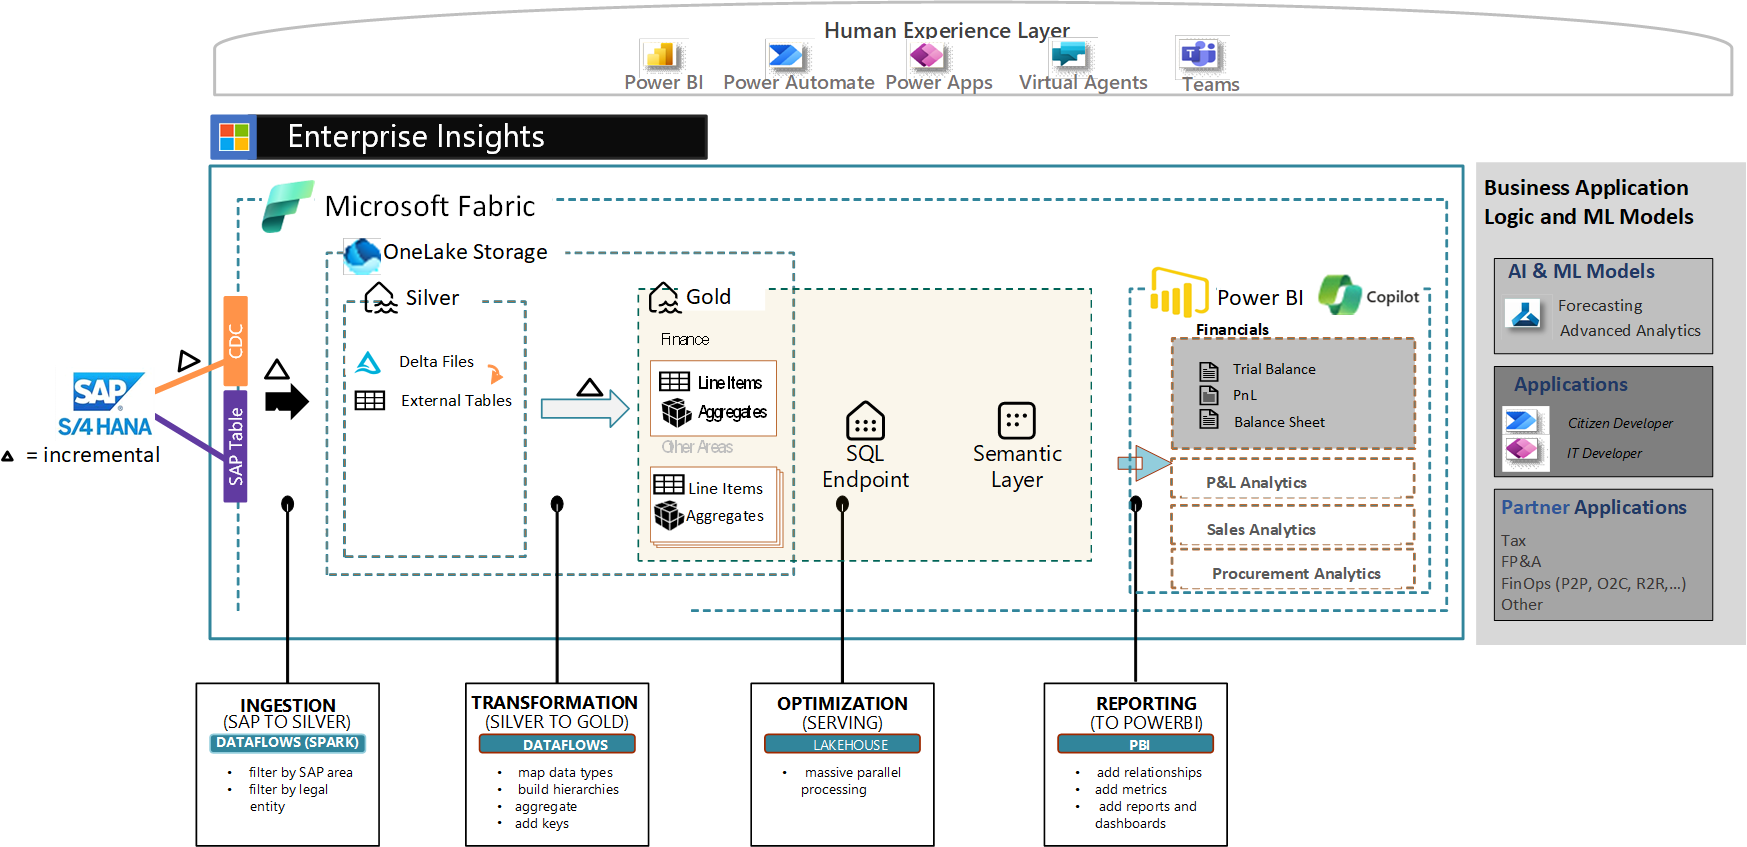 Human Experience Layer
Power BI
Power Automate
Power Apps
Virtual Agents
Teams
Enterprise Insights
Microsoft Fabric
OneLake Storage
Silver
Delta Files
External Tables
CDC
SAP Table
SAP
S/4 HANA
= incremental
Gold
Finance
Line Items
Aggregates
Other Areas
Line Items
Aggregates
SQL
Endpoint
Semantic
Layer
Power BI
Copilot
Financials
Trial Balance
PnL
Balance Sheet
P&L Analytics
Sales Analytics
Procurement Analytics
Business Application
Logic and ML Models
AI & ML Models
Forecasting
Advanced Analytics
Applications
Citizen Developer
IT Developer
Partner Applications
Tax
FP&A
FinOps (P2P, O2C, R2R,...)
Other
INGESTION
(SAP TO SILVER)
DATAFLOWS (SPARK)
• filter by SAP area
• filter by legal
entity
TRANSFORMATION
(SILVER TO GOLD)
DATAFLOWS
• map data types
• build hierarchies
• aggregate
• add keys
OPTIMIZATION
(SERVING)
LAKEHOUSE
• massive parallel
processing
REPORTING
(TO POWERBI)
PBI
• add relationships
• add metrics
• add reports and
dashboards